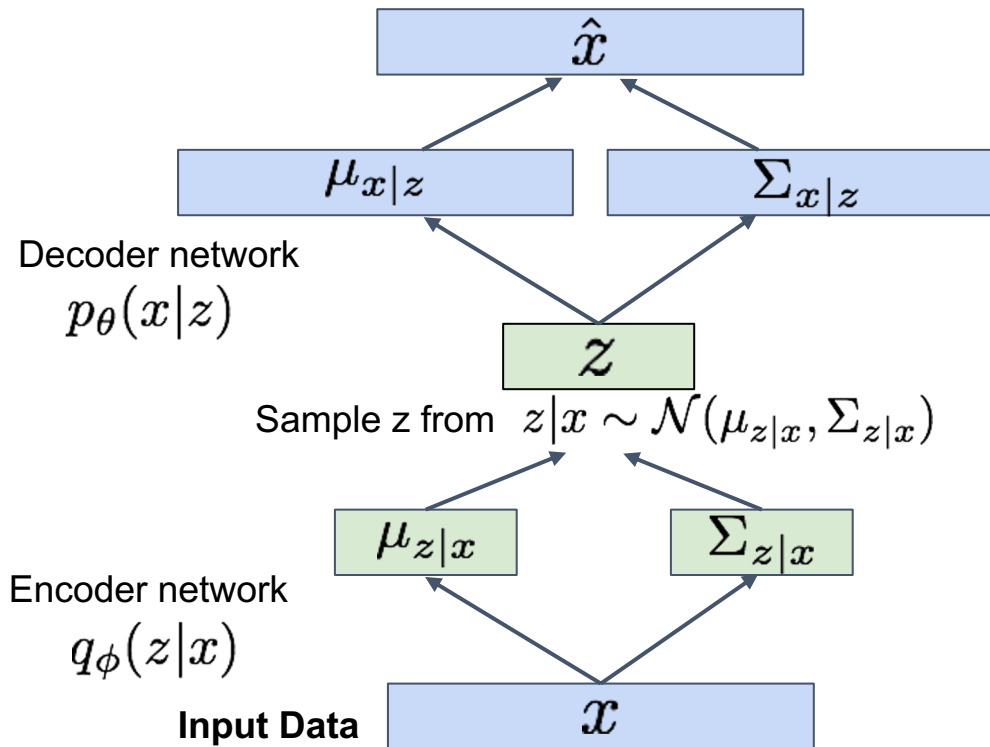 x̂
μ_{x|z} Σ_{x|z}
Decoder network
p_θ(x|z)
z
Sample z from z|x ∼ 𝒩(μ_{z|x}, Σ_{z|x})
μ_{z|x} Σ_{z|x}
Encoder network
q_ϕ(z|x)
Input Data x